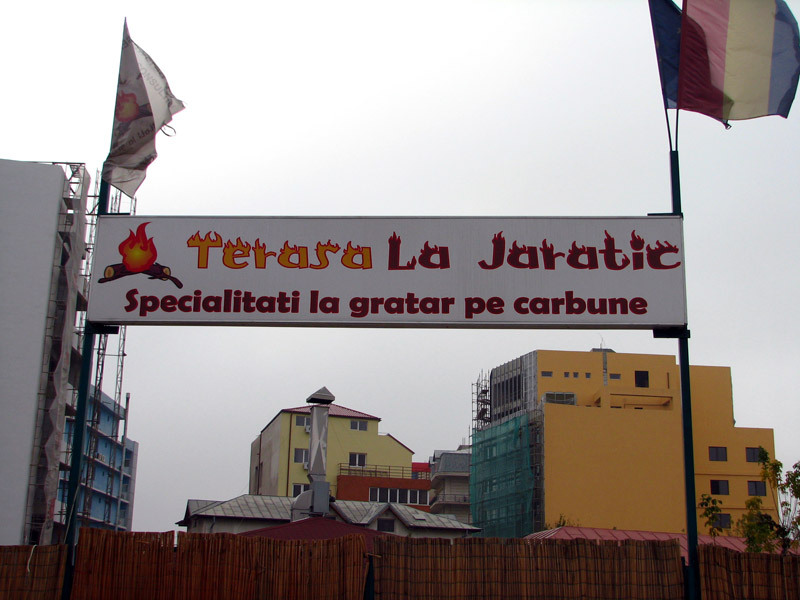 Terasa La Jaratic
Specialitati la gratar pe carbune